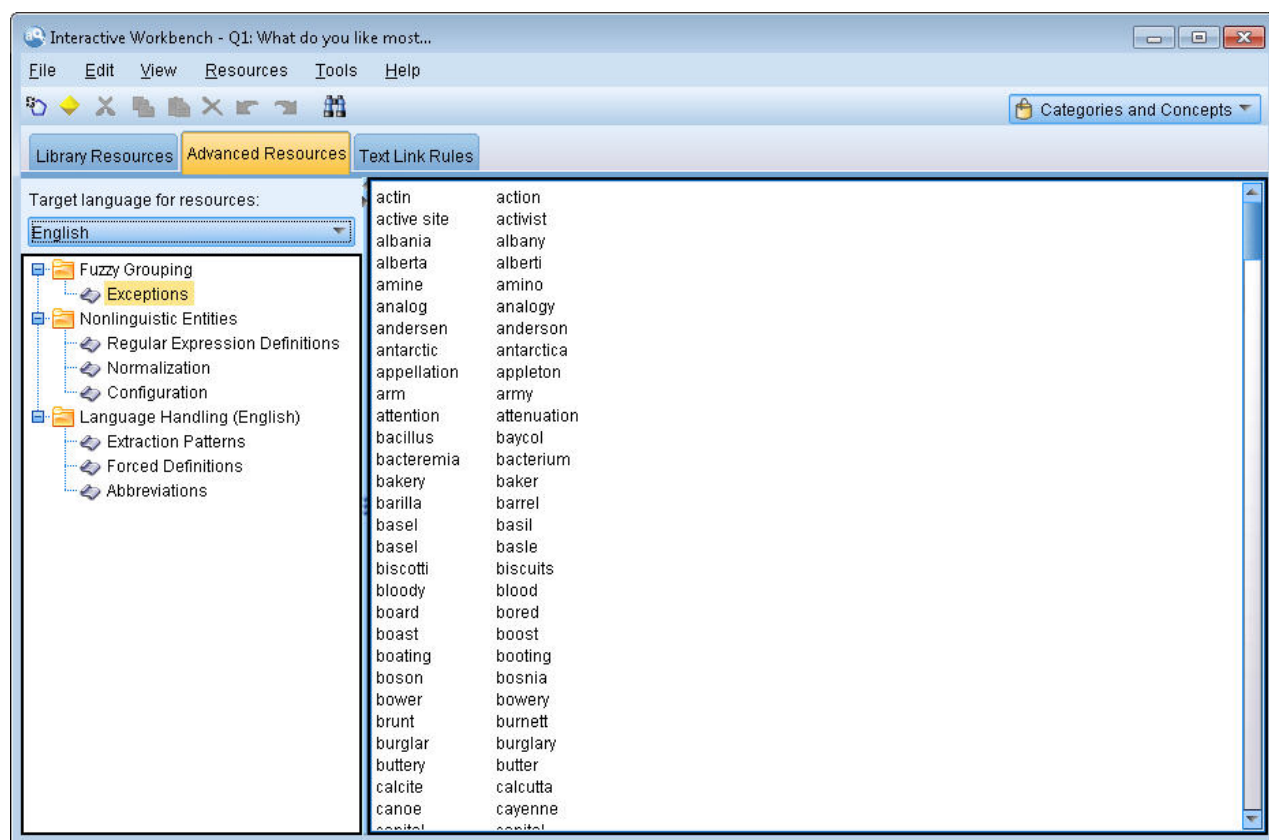 Interactive Workbench - Q1: What do you like most...
File Edit View Resources Tools Help
Categories and Concepts
Library Resources Advanced Resources Text Link Rules
Target language for resources:
English
Fuzzy Grouping
Exceptions
Nonlinguistic Entities
Regular Expression Definitions
Normalization
Configuration
Language Handling (English)
Extraction Patterns
Forced Definitions
Abbreviations
actin action
active site activist
albania albany
alberta alberti
amine amino
analog analogy
andersen anderson
antarctic antarctica
appellation appleton
arm army
attention attenuation
bacillus baycol
bacteremia bacterium
bakery baker
barilla barrel
basel basil
basel basle
biscotti biscuits
bloody blood
board bored
boast boost
boating booting
boson bosnia
bower bowery
brunt burnett
burglar burglary
buttery butter
calcite calcutta
canoe cayenne